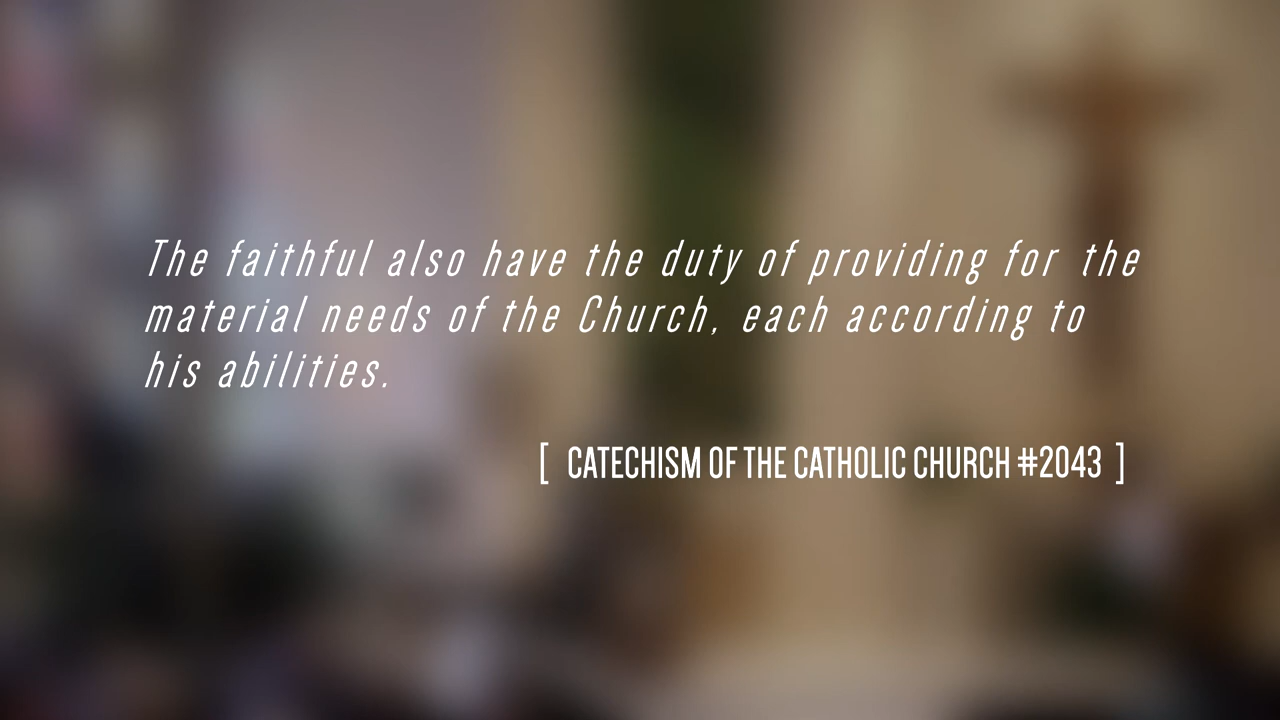 The faithful also have the duty of providing for the
material needs of the Church, each according to
his abilities.
[ CATECHISM OF THE CATHOLIC CHURCH #2043 ]